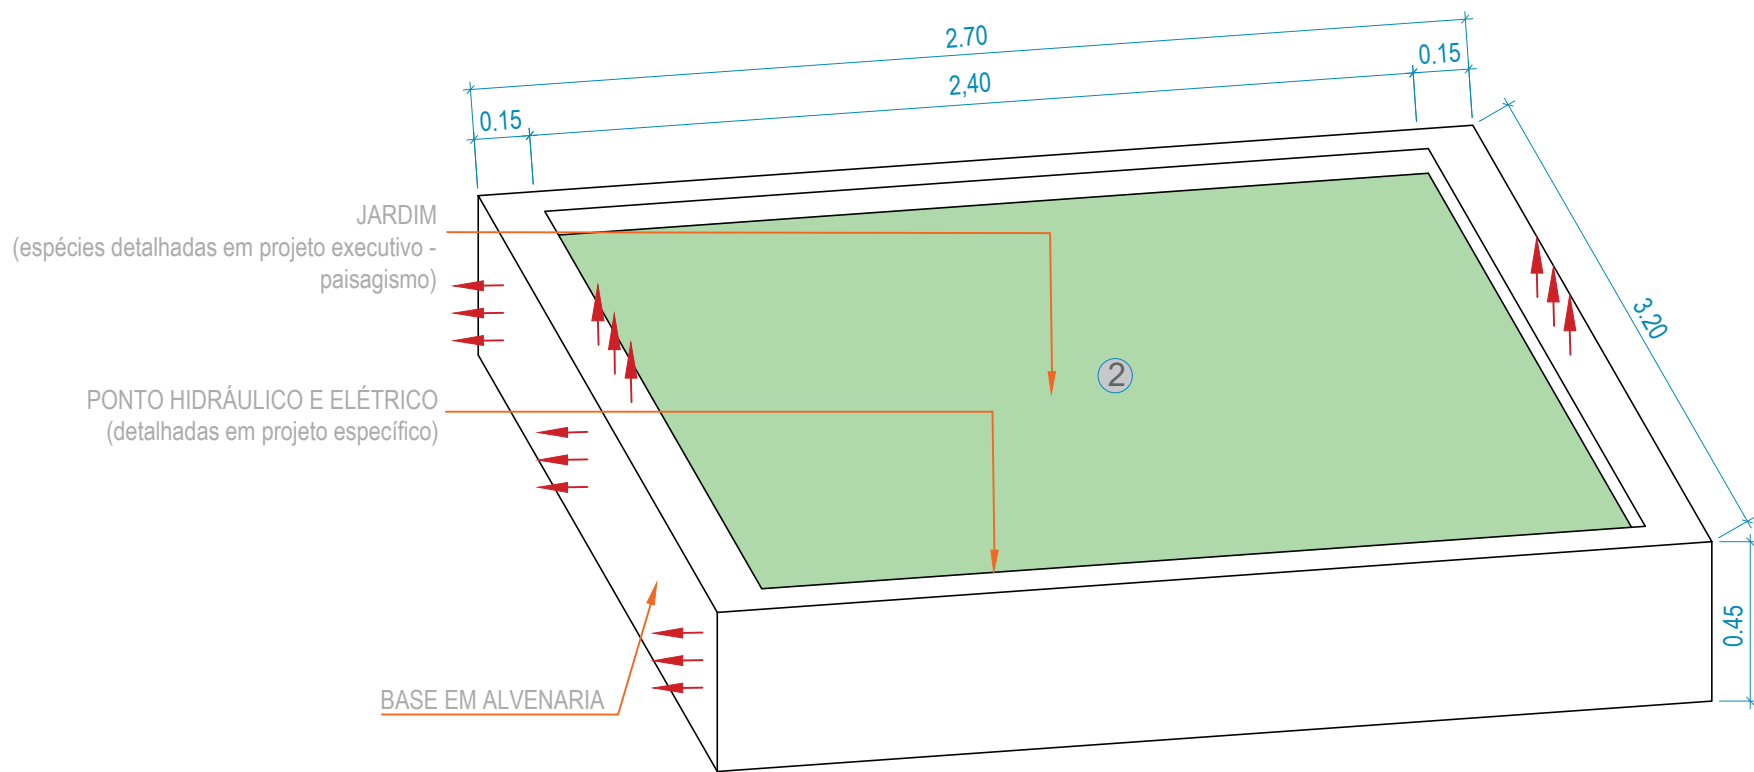 2.70
0.15
2,40
0.15
JARDIM
(espécies detalhadas em projeto executivo -
paisagismo)
3.20
2
PONTO HIDRÁULICO E ELÉTRICO
(detalhadas em projeto específico)
0.45
BASE EM ALVENARIA